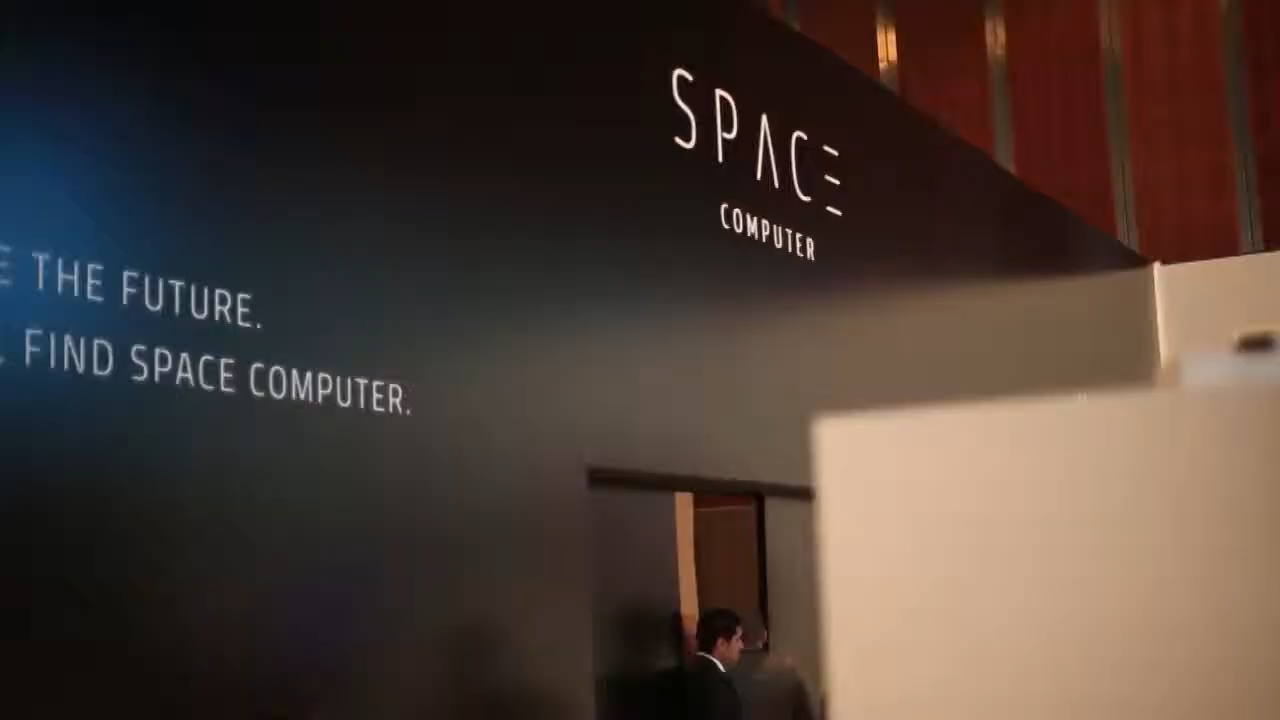 SPACE
COMPUTER
THE FUTURE.
FIND SPACE COMPUTER.